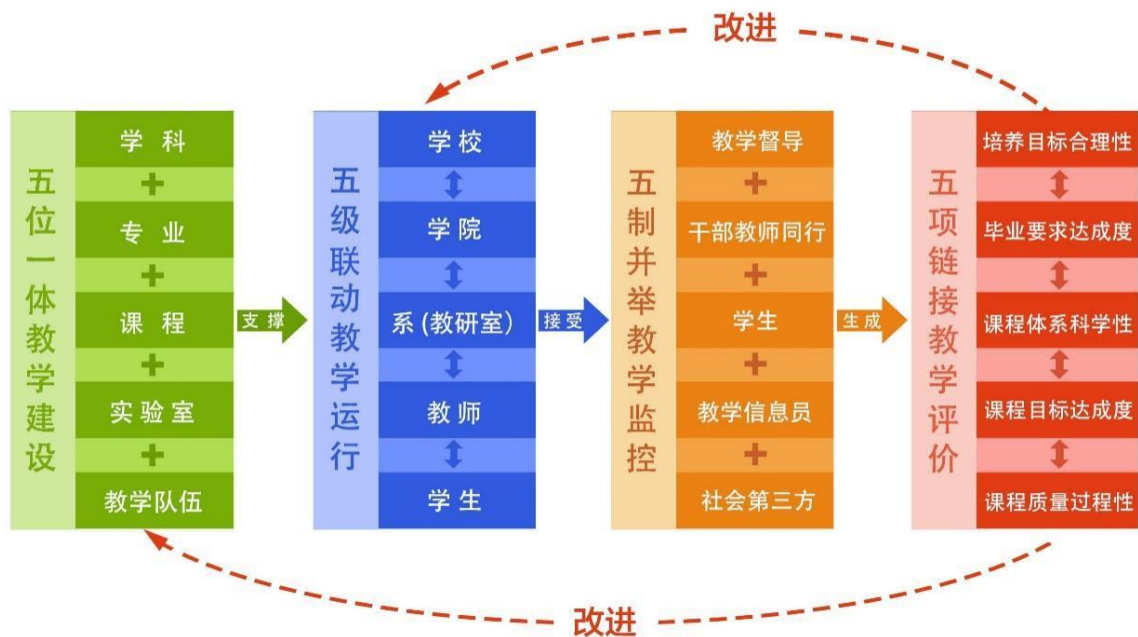 改进
五位一体教学建设
学科
专业
课程
实验室
教学队伍
支撑
五级联动教学运行
学校
学院
系(教研室）
教师
学生
接受
五制并举教学监控
教学督导
干部教师同行
学生
教学信息员
社会第三方
生成
五项链接教学评价
培养目标合理性
毕业要求达成度
课程体系科学性
课程目标达成度
课程质量过程性
改进